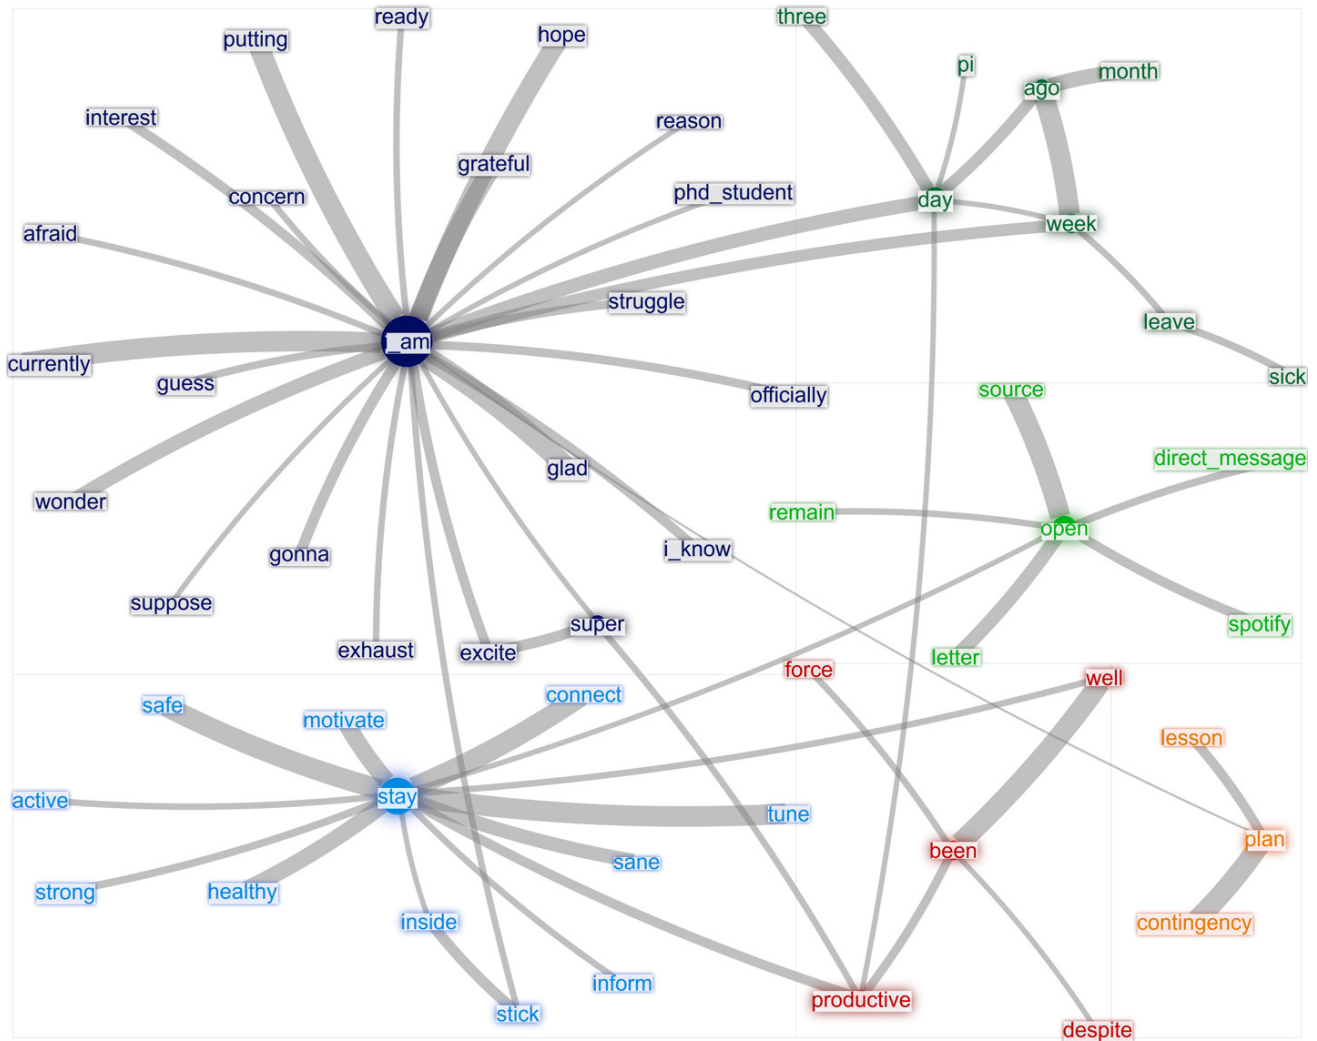 ready
three
putting
hope
pi
month
ago
interest
reason
grateful
concern
phd_student
day
week
afraid
struggle
leave
i_am
currently
guess
officially
sick
source
direct_message
glad
wonder
remain
open
gonna
i_know
suppose
super
spotify
exhaust
excite
letter
force
well
safe
connect
motivate
lesson
active
stay
tune
plan
been
sane
strong
healthy
inside
contingency
inform
productive
stick
despite